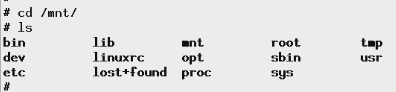 # cd /mnt/
# ls
bin lib mnt root tmp
dev linuxrc opt sbin usr
etc lost+found proc sys
#